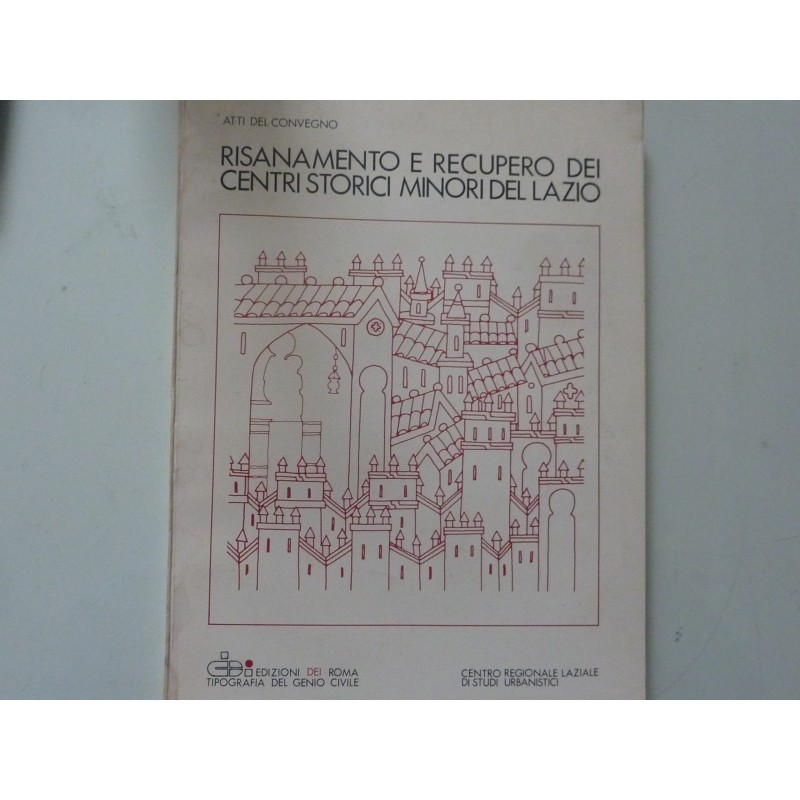 ATTI DEL CONVEGNO
RISANAMENTO E RECUPERO DEI
CENTRI STORICI MINORI DEL LAZIO
dei EDIZIONI DEI ROMA
TIPOGRAFIA DEL GENIO CIVILE
CENTRO REGIONALE LAZIALE
DI STUDI URBANISTICI